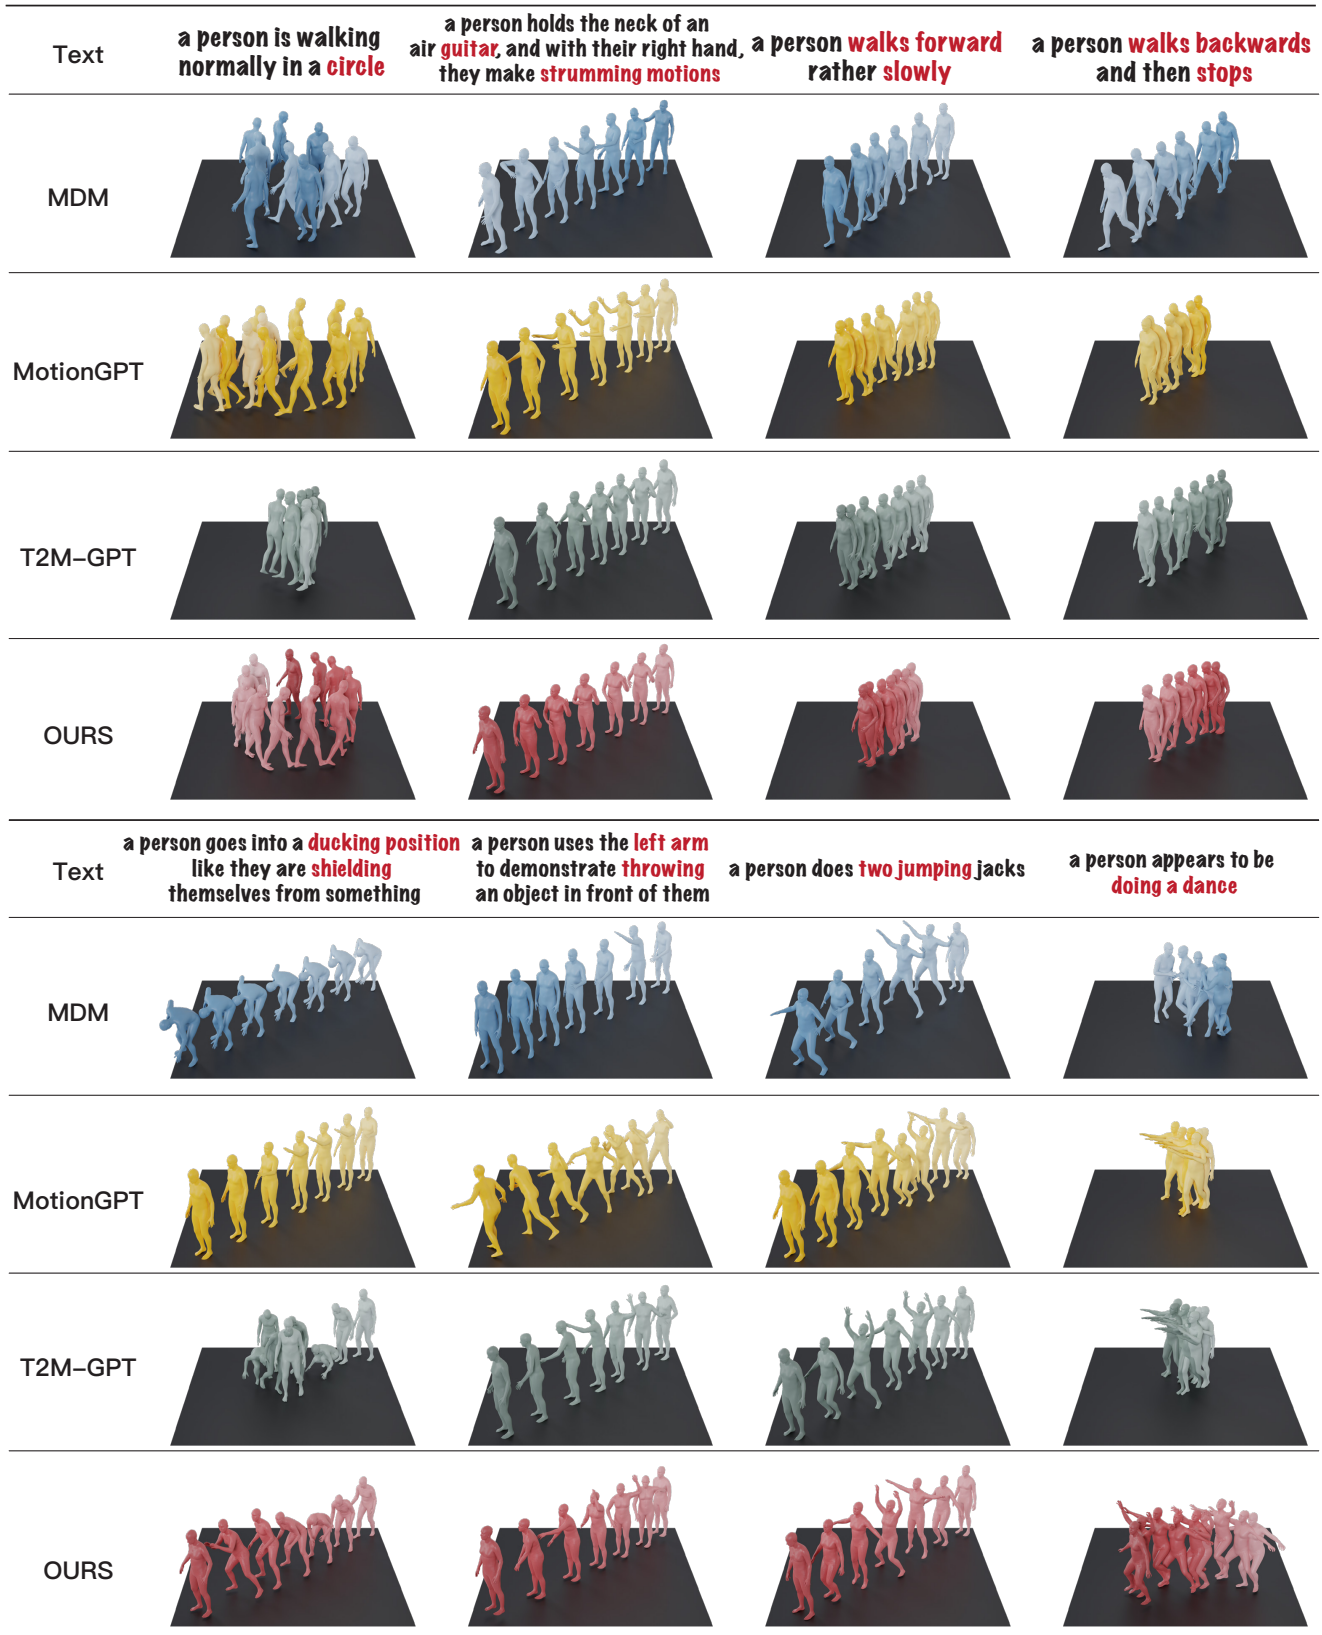 Text
a person is walking
normally in a circle
a person holds the neck of an
air guitar, and with their right hand,
they make strumming motions
a person walks forward
rather slowly
a person walks backwards
and then stops
MDM
MotionGPT
T2M-GPT
OURS
Text
a person goes into a ducking position
like they are shielding
themselves from something
a person uses the left arm
to demonstrate throwing
an object in front of them
a person does two jumping jacks
a person appears to be
doing a dance
MDM
MotionGPT
T2M-GPT
OURS